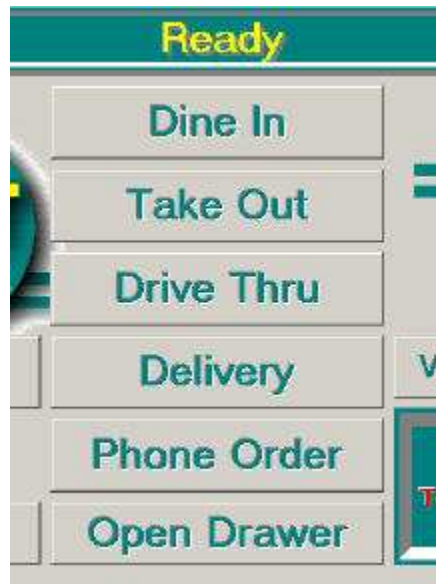 Ready
Dine In
Take Out
Drive Thru
Delivery
Phone Order
Open Drawer